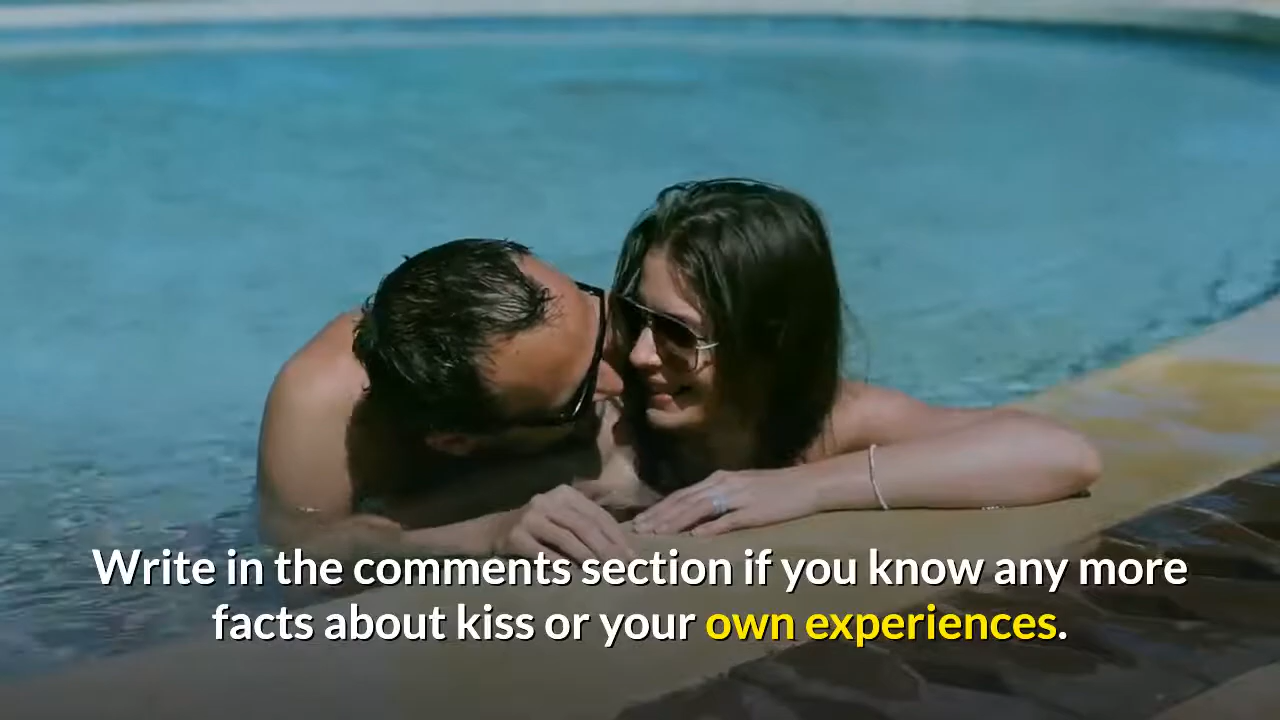 Write in the comments section if you know any more
facts about kiss or your own experiences.